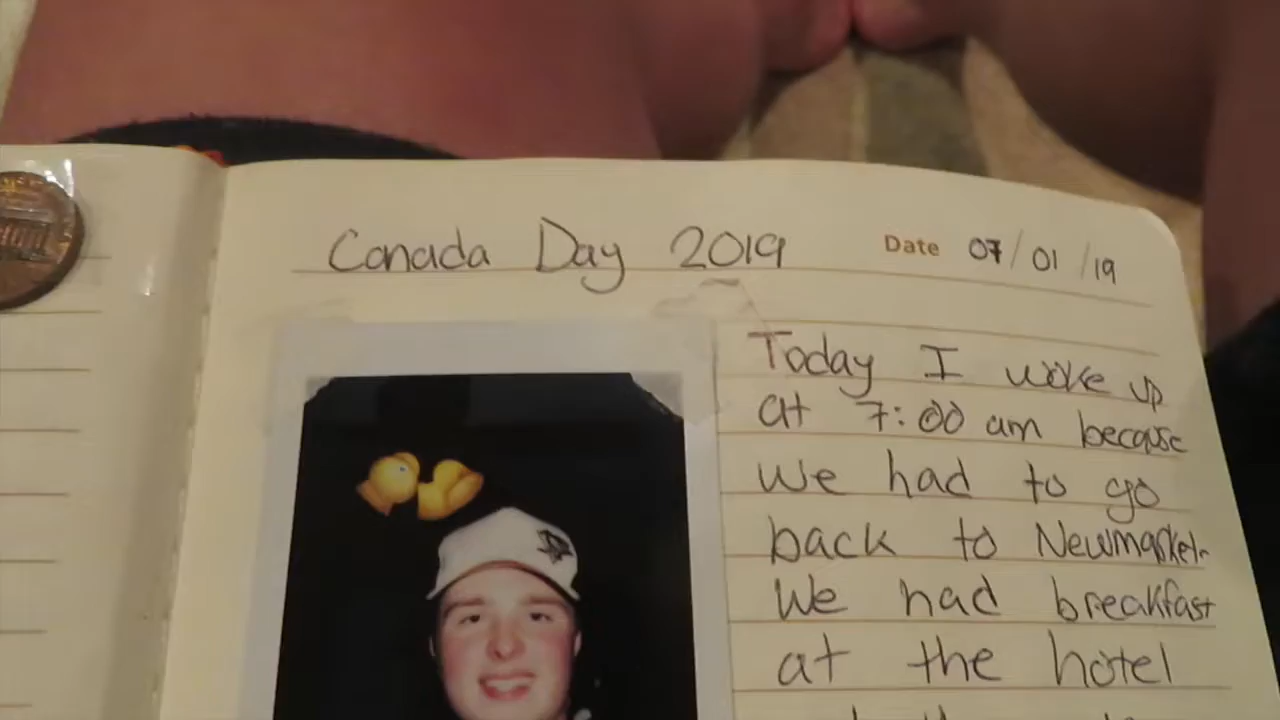 Canada Day 2019
Date 07/01/19
Today I woke up
at 7:00 am because
we had to go
back to Newmarket.
We had breakfast
at the hotel